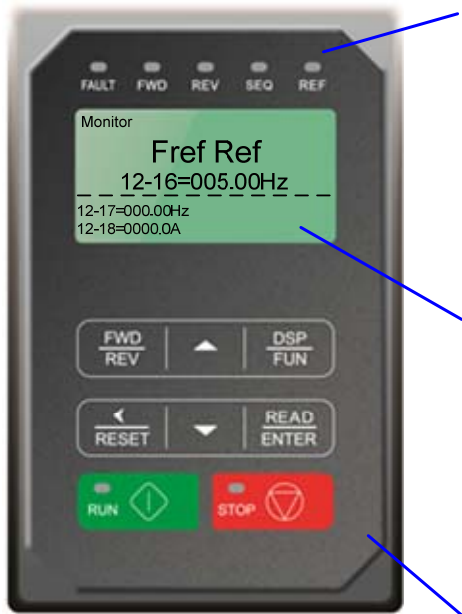 FAULT FWD REV SEQ REF
Monitor
Fref Ref
12-16=005.00Hz
12-17=000.00Hz
12-18=0000.0A
FWD
REV
DSP
FUN
RESET
READ
ENTER
RUN
STOP